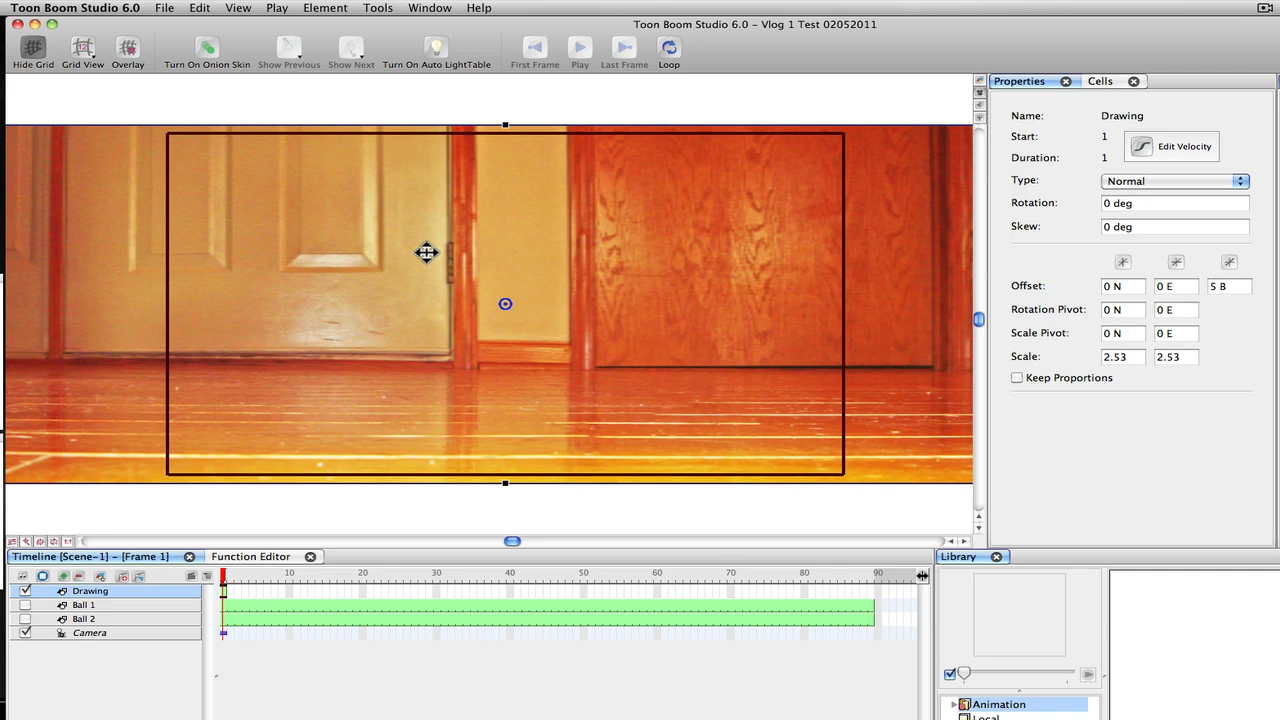 Toon Boom Studio 6.0 File Edit View Play Element Tools Window Help
Toon Boom Studio 6.0 – Vlog 1 Test 02052011
Hide Grid Grid View Overlay Turn On Onion Skin Show Previous Show Next Turn On Auto LightTable First Frame Play Last Frame Loop
Properties Cells
Name: Drawing
Start: 1
Edit Velocity
Duration: 1
Type: Normal
Rotation: 0 deg
Skew: 0 deg
Offset: 0 N 0 E 5 B
Rotation Pivot: 0 N 0 E
Scale Pivot: 0 N 0 E
Scale: 2.53 2.53
Keep Proportions
Timeline [Scene-1] – [Frame 1] Function Editor
10 20 30 40 50 60 70 80 90
Drawing
Ball 1
Ball 2
Camera
Library
Animation
Local